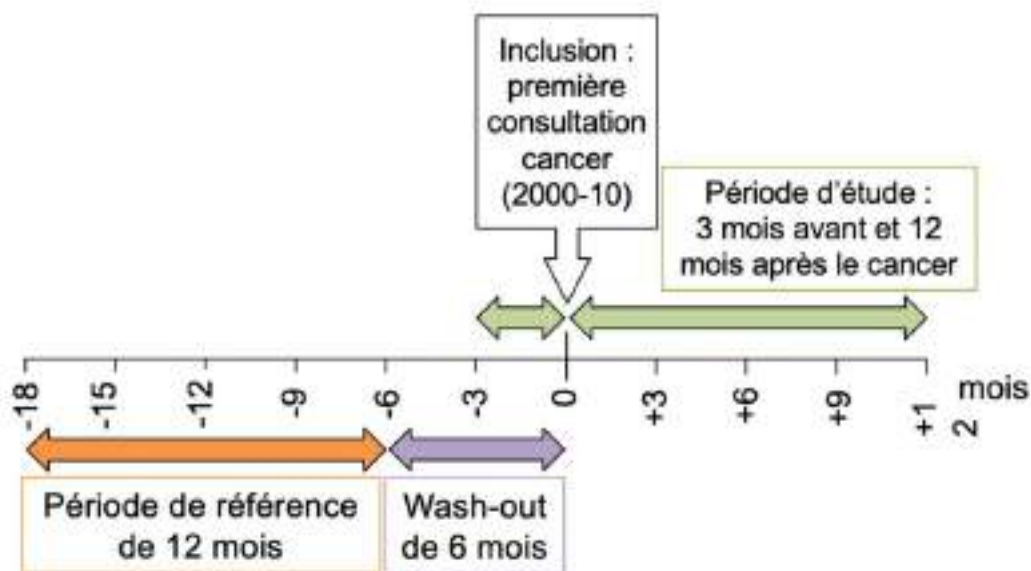 Inclusion :
première
consultation
cancer
(2000-10)
Période d'étude :
3 mois avant et 12
mois après le cancer
-18
-15
-12
-9
-6
-3
0
+3
+6
+9
+1
2
mois
Période de référence
de 12 mois
Wash-out
de 6 mois